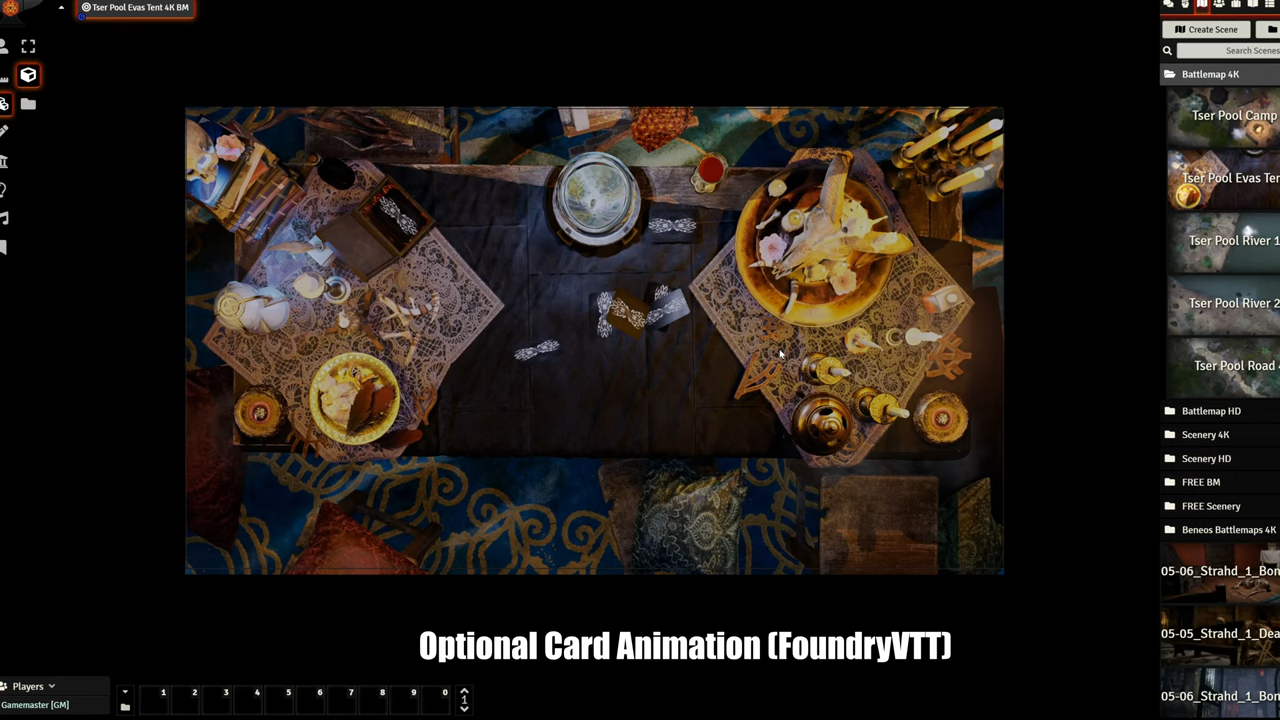 Tser Pool Evas Tent 4K BM
Create Scene
Search Scenes
Battlemap 4K
Tser Pool Camp
Tser Pool Evas Ten
Tser Pool River 1
Tser Pool River 2
Tser Pool Road
Battlemap HD
Scenery 4K
Scenery HD
FREE BM
FREE Scenery
Beneos Battlemaps 4K
05-06_Strahd_1_Bon
05-05_Strahd_1_Dea
05-06_Strahd_1_Bon
Optional Card Animation (FoundryVTT)
Players
Gamemaster [GM]
1 2 3 4 5 6 7 8 9 0
1